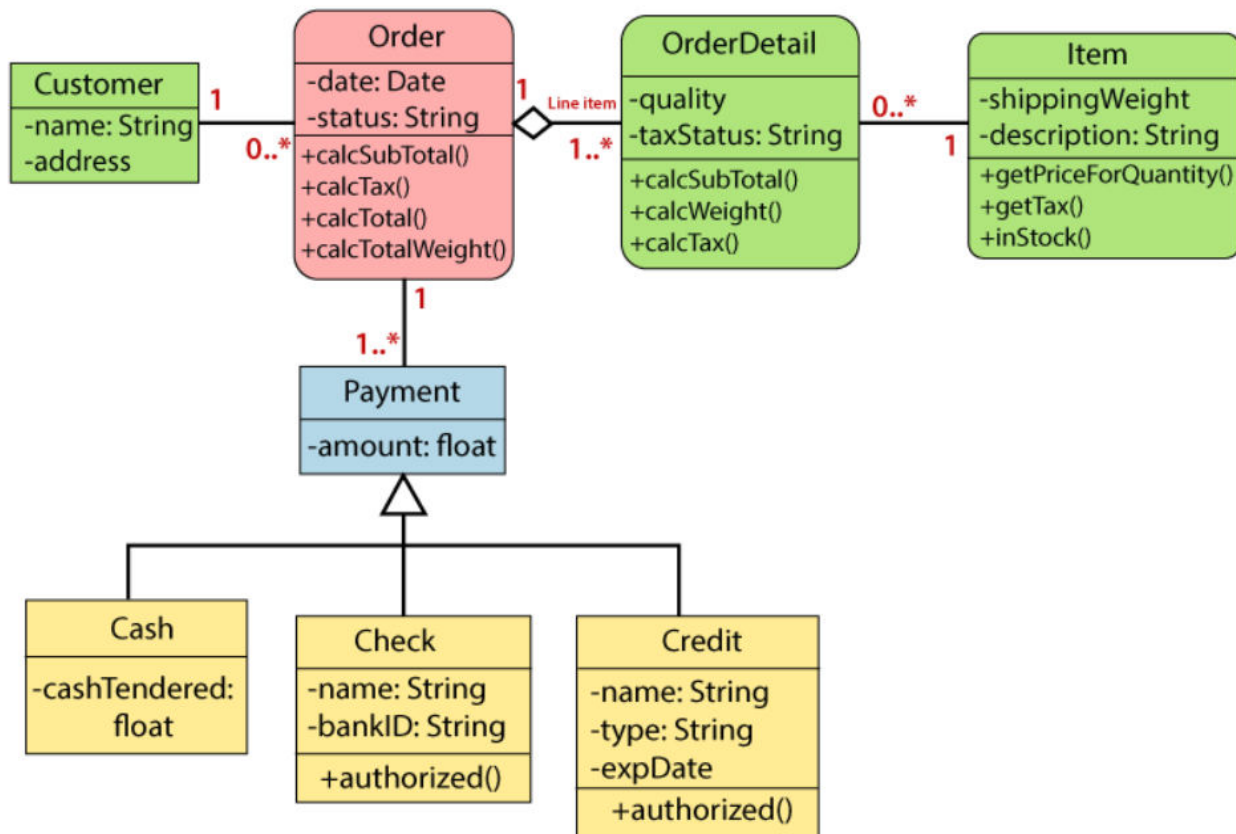 Order
-date: Date
-status: String
+calcSubTotal()
+calcTax()
+calcTotal()
+calcTotalWeight()
OrderDetail
-quality
-taxStatus: String
+calcSubTotal()
+calcWeight()
+calcTax()
Item
-shippingWeight
-description: String
+getPriceForQuantity()
+getTax()
+inStock()
Customer
-name: String
-address
1
0..*
1
Line item
1..*
0..*
1
1
1..*
Payment
-amount: float
Cash
-cashTendered:
float
Check
-name: String
-bankID: String
+authorized()
Credit
-name: String
-type: String
-expDate
+authorized()